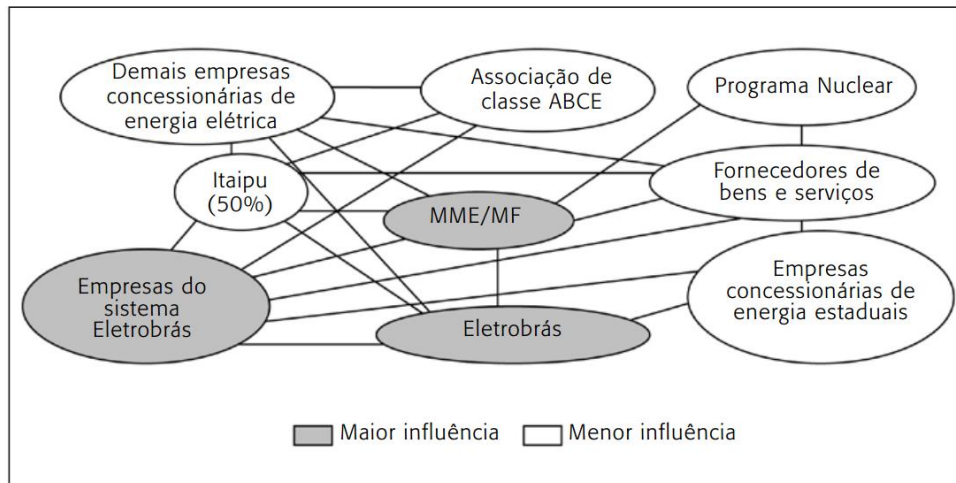 Demais empresas
concessionárias de
energia elétrica
Associação de
classe ABCE
Programa Nuclear
Itaipu
(50%)
Fornecedores de
bens e serviços
MME/MF
Empresas do
sistema
Eletrobrás
Eletrobrás
Empresas
concessionárias de
energia estaduais
Maior influência
Menor influência